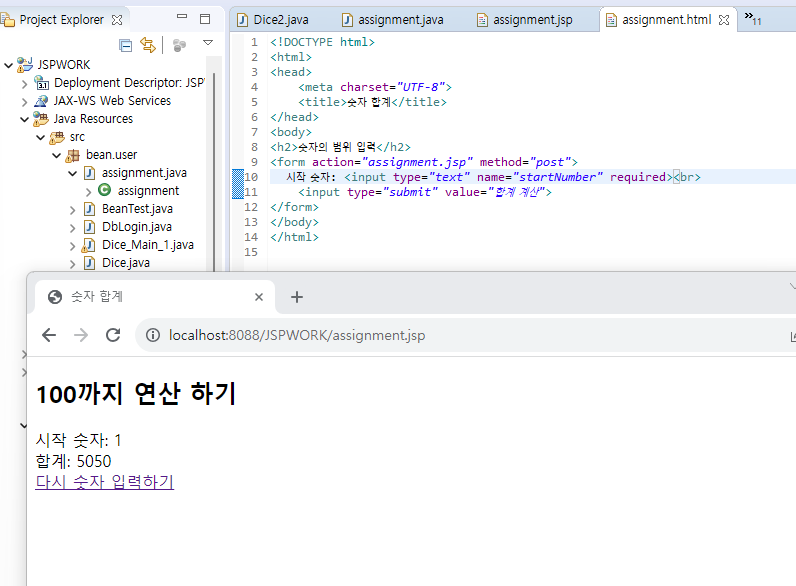 Project Explorer
JSPWORK
Deployment Descriptor: JSP'
JAX-WS Web Services
Java Resources
src
bean.user
assignment.java
assignment
BeanTest.java
DbLogin.java
Dice_Main_1.java
Dice.java
Dice2.java
assignment.java
assignment.jsp
assignment.html
»11
1 <!DOCTYPE html>
2 <html>
3 <head>
4 <meta charset="UTF-8">
5 <title>숫자 합계</title>
6 </head>
7 <body>
8 <h2>숫자의 범위 입력</h2>
9 <form action="assignment.jsp" method="post">
10 시작 숫자: <input type="text" name="startNumber" required><br>
11 <input type="submit" value="합계 계산">
12 </form>
13 </body>
14 </html>
15
숫자 합계
localhost:8088/JSPWORK/assignment.jsp
100까지 연산 하기
시작 숫자: 1
합계: 5050
다시 숫자 입력하기